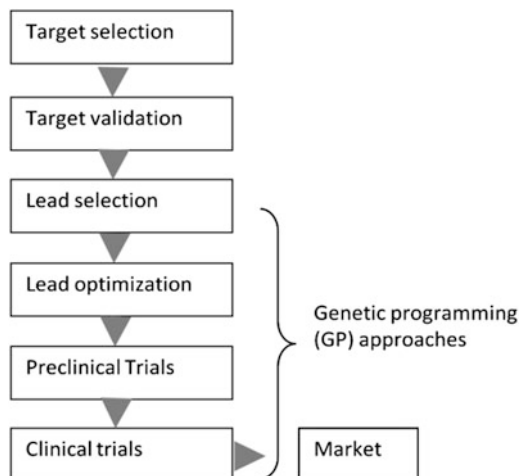 Target selection
Target validation
Lead selection
Lead optimization
Genetic programming
(GP) approaches
Preclinical Trials
Clinical trials
Market